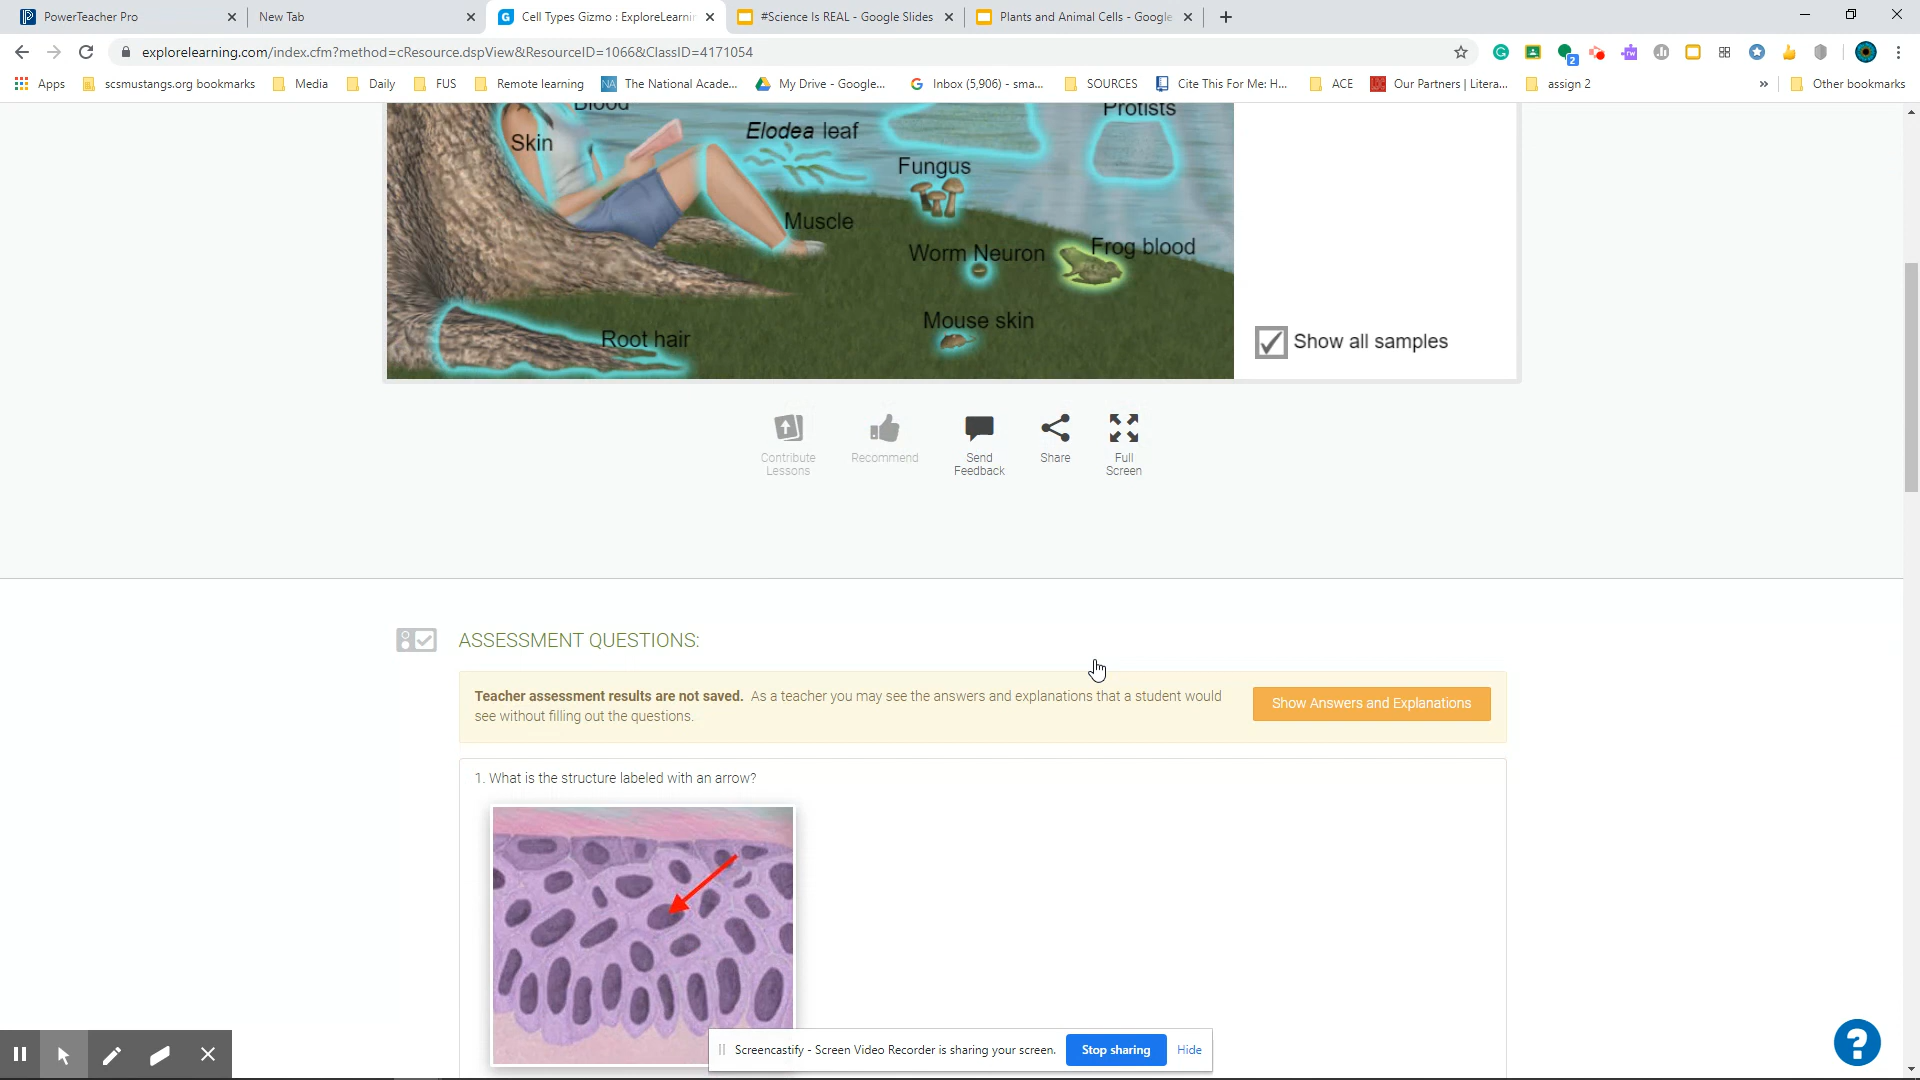 PowerTeacher Pro
New Tab
Cell Types Gizmo : ExploreLearni
#Science Is REAL - Google Slides
Plants and Animal Cells - Google
explorelearning.com/index.cfm?method=cResource.dspView&ResourceID=1066&ClassID=4171054
2
Apps
scsmustangs.org bookmarks
Media
Daily
FUS
Remote learning
NA The National Acade...
My Drive - Google...
Inbox (5,906) - sma...
SOURCES
Cite This For Me: H...
ACE
Our Partners | Litera...
assign 2
»
Other bookmarks
Blood
Skin
Elodea leaf
Protists
Fungus
Muscle
Worm Neuron
Frog blood
Mouse skin
Root hair
Show all samples
Contribute
Lessons
Recommend
Send
Feedback
Share
Full
Screen
ASSESSMENT QUESTIONS:
Teacher assessment results are not saved. As a teacher you may see the answers and explanations that a student would
see without filling out the questions.
Show Answers and Explanations
1. What is the structure labeled with an arrow?
Screencastify - Screen Video Recorder is sharing your screen.
Stop sharing
Hide
?